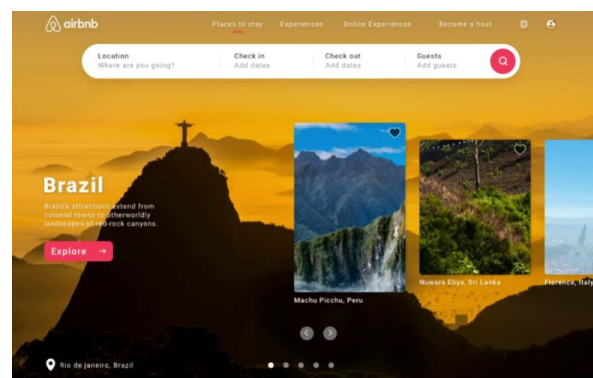 airbnb
Places to stay
Experiences
Online Experiences
Become a host
Location
Where are you going?
Check in
Add dates
Check out
Add dates
Guests
Add guests
Brazil
Brazil's attractions extend from
colonial towns to otherworldly
landscapes of red-rock canyons.
Explore →
Machu Picchu, Peru
Nuwara Eliya, Sri Lanka
Florence, Italy
Rio de janeiro, Brazil